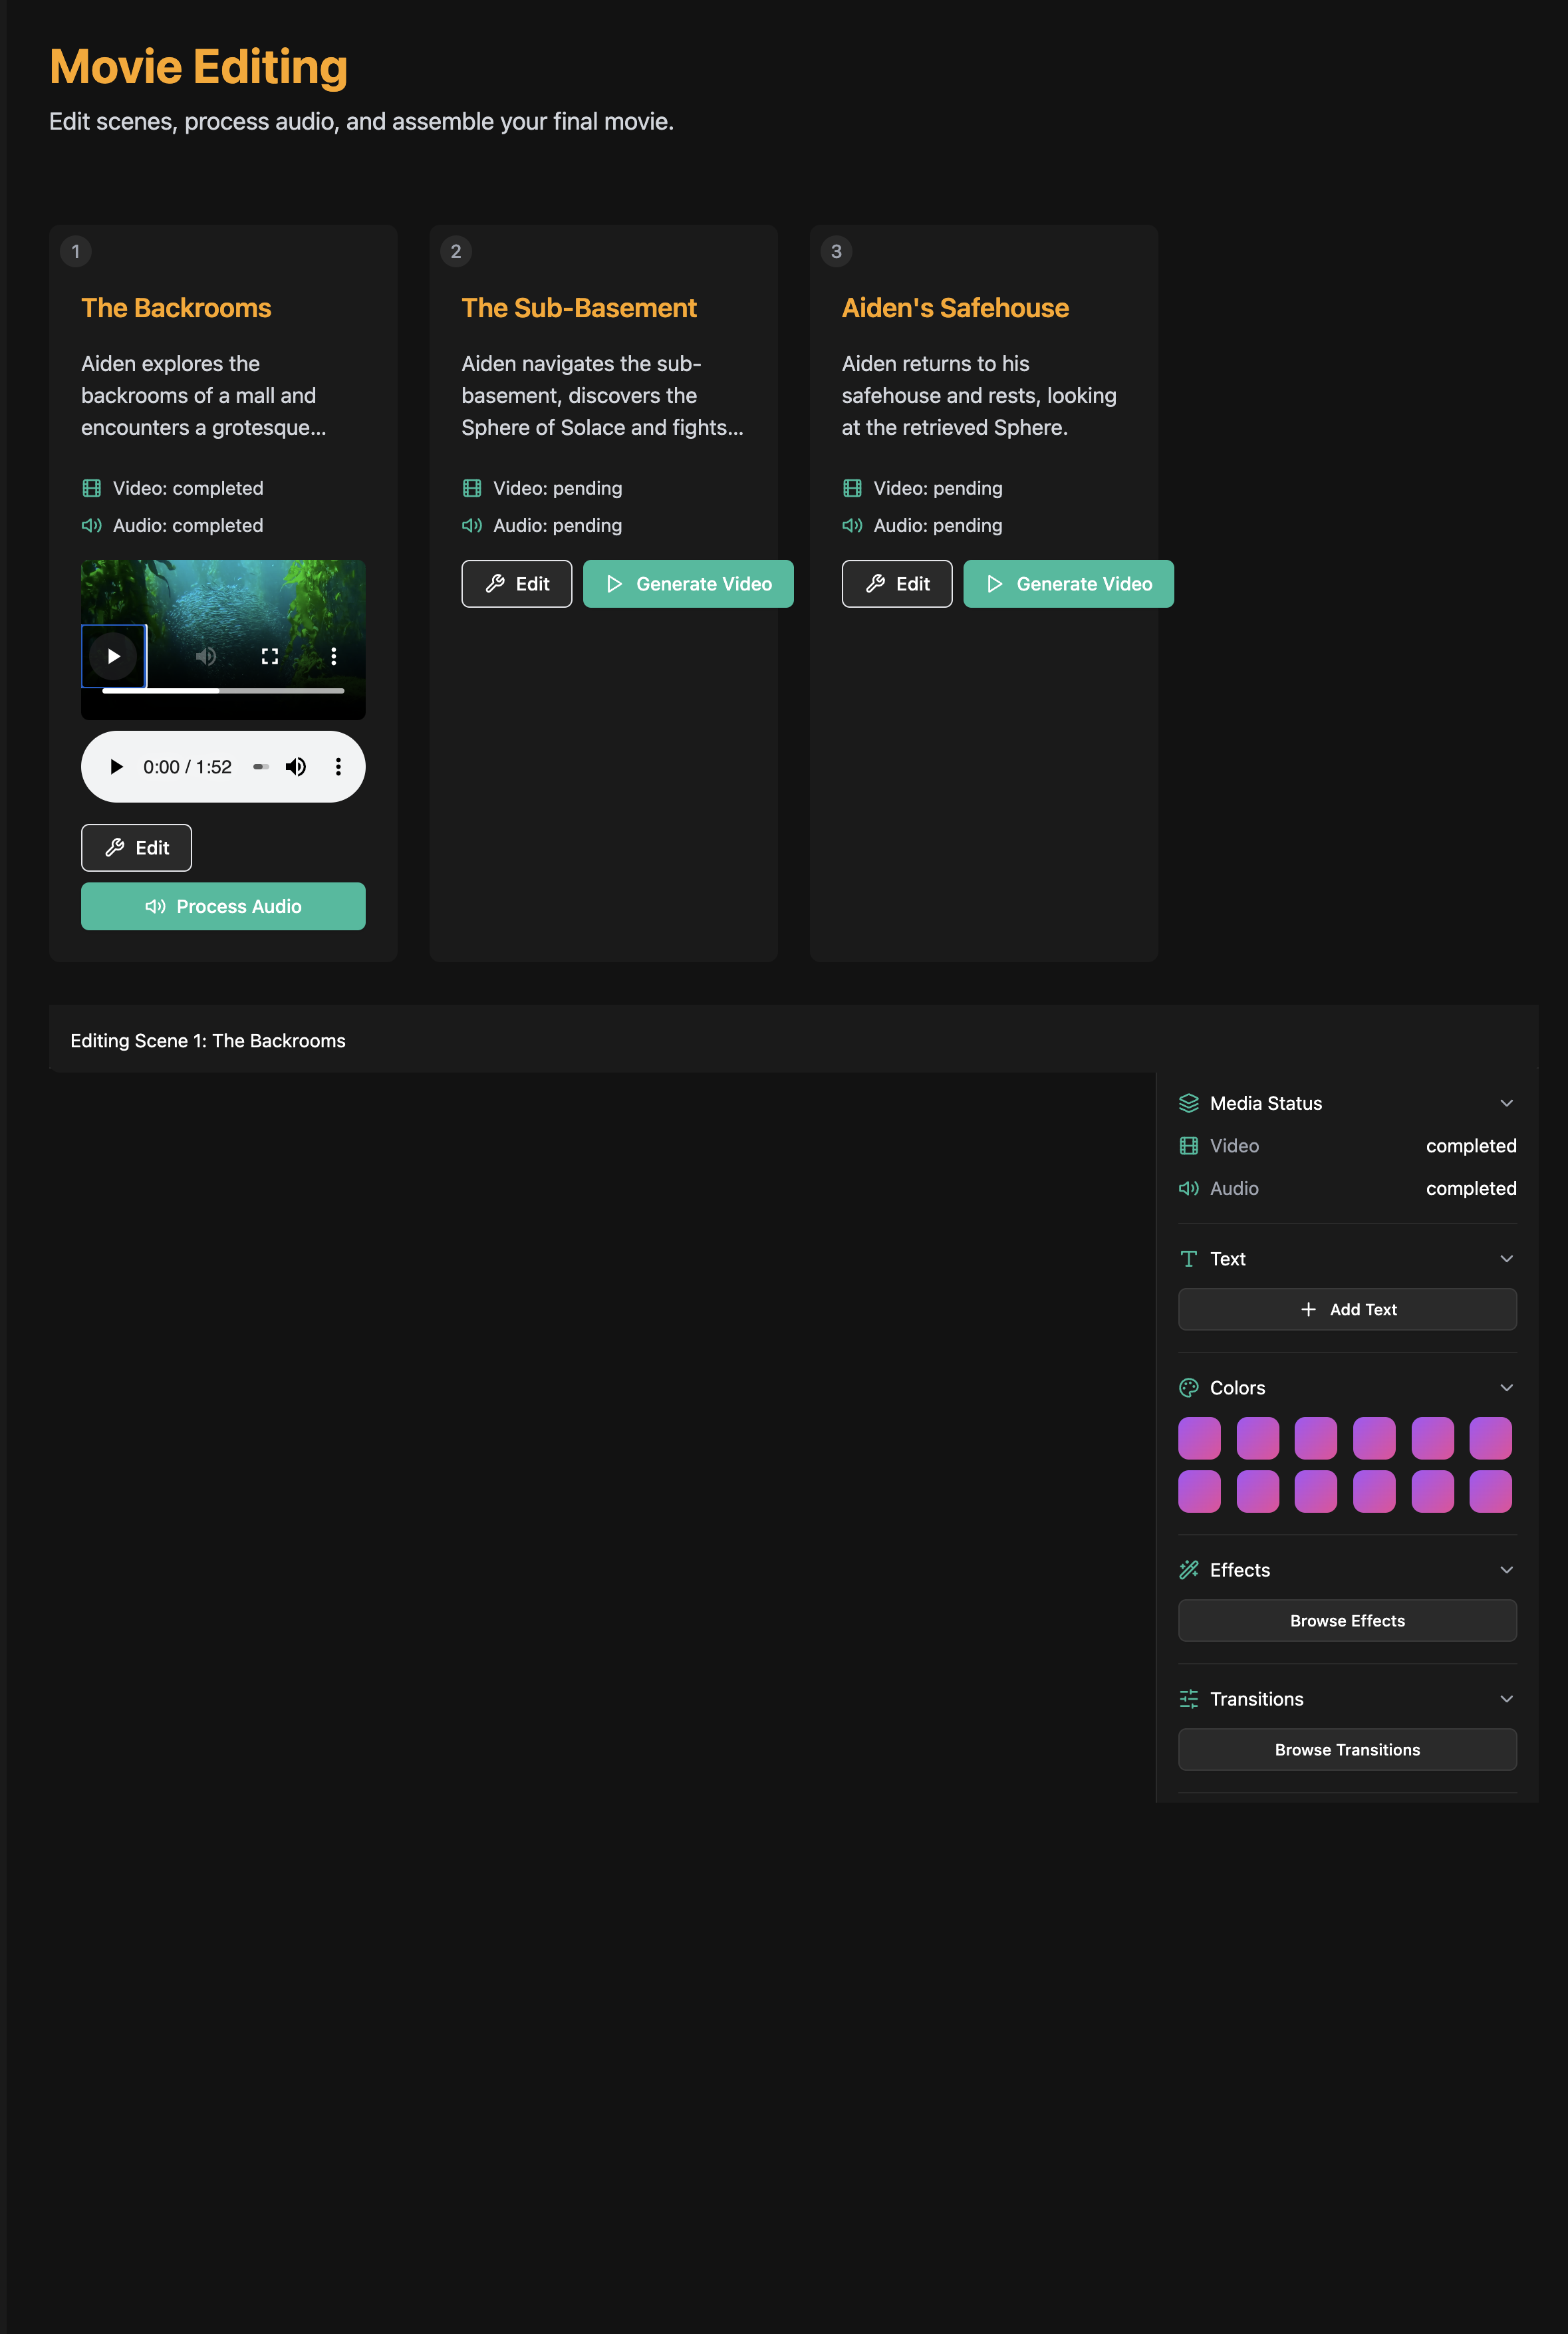 Movie Editing
Edit scenes, process audio, and assemble your final movie.
1
The Backrooms
Aiden explores the
backrooms of a mall and
encounters a grotesque...
Video: completed
Audio: completed
0:00 / 1:52
Edit
Process Audio
2
The Sub-Basement
Aiden navigates the sub-
basement, discovers the
Sphere of Solace and fights...
Video: pending
Audio: pending
Edit
Generate Video
3
Aiden's Safehouse
Aiden returns to his
safehouse and rests, looking
at the retrieved Sphere.
Video: pending
Audio: pending
Edit
Generate Video
Editing Scene 1: The Backrooms
Media Status
Video completed
Audio completed
Text
Add Text
Colors
Effects
Browse Effects
Transitions
Browse Transitions